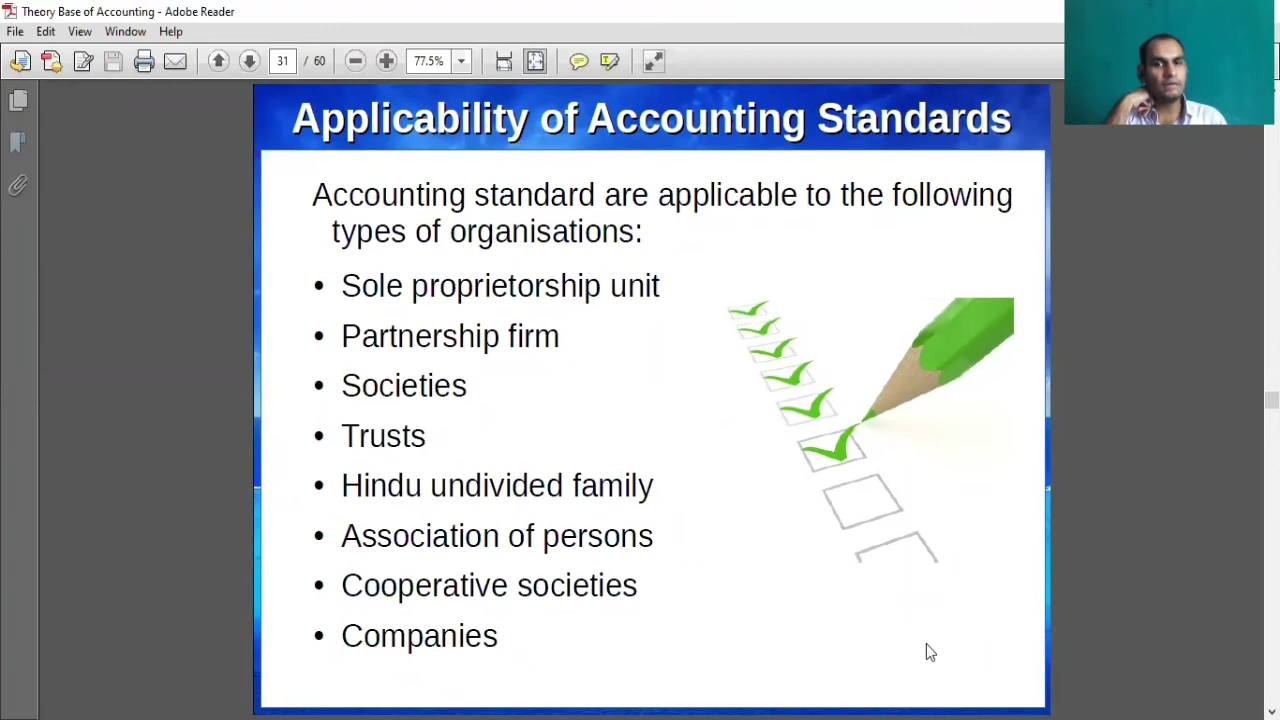 Theory Base of Accounting - Adobe Reader
File Edit View Window Help
31 / 60 77.5%
Applicability of Accounting Standards
Accounting standard are applicable to the following
types of organisations:
• Sole proprietorship unit
• Partnership firm
• Societies
• Trusts
• Hindu undivided family
• Association of persons
• Cooperative societies
• Companies